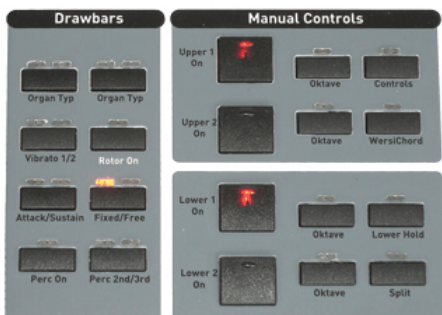 Drawbars
Organ Typ Organ Typ
Vibrato 1/2 Rotor On
Attack/Sustain Fixed/Free
Perc On Perc 2nd/3rd
Manual Controls
Upper 1
On
Oktave Controls
Upper 2
On
Oktave WersiChord
Lower 1
On
Oktave Lower Hold
Lower 2
On
Oktave Split